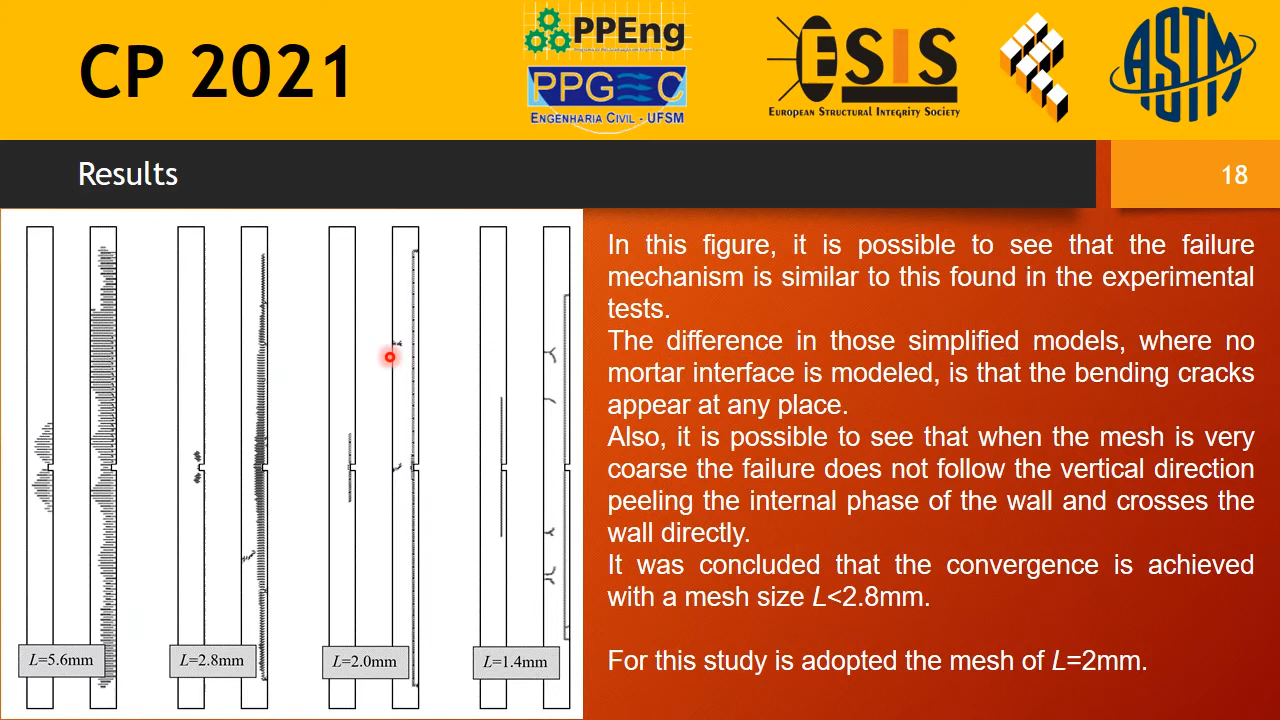 CP 2021
PPEng
PPGEC
ENGENHARIA CIVIL - UFSM
ESIS
EUROPEAN STRUCTURAL INTEGRITY SOCIETY
ASTM
Results
18
In this figure, it is possible to see that the failure
mechanism is similar to this found in the experimental
tests.
The difference in those simplified models, where no
mortar interface is modeled, is that the bending cracks
appear at any place.
Also, it is possible to see that when the mesh is very
coarse the failure does not follow the vertical direction
peeling the internal phase of the wall and crosses the
wall directly.
It was concluded that the convergence is achieved
with a mesh size L<2.8mm.
For this study is adopted the mesh of L=2mm.
L=5.6mm
L=2.8mm
L=2.0mm
L=1.4mm